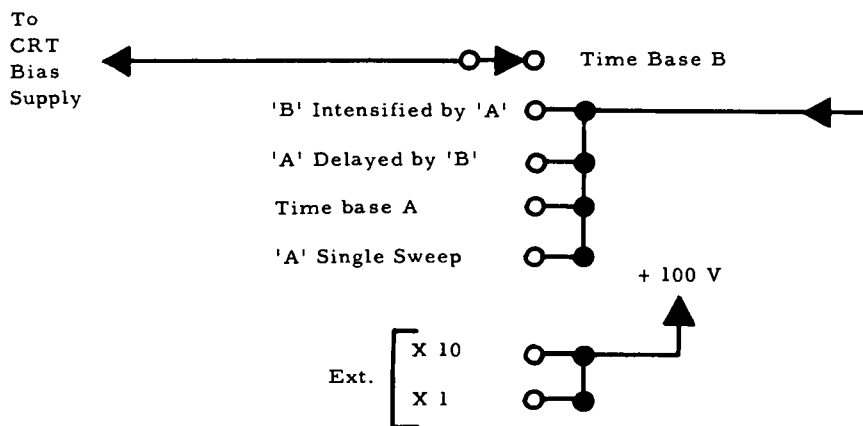 To
CRT
Bias
Supply
Time Base B
'B' Intensified by 'A'
'A' Delayed by 'B'
Time base A
'A' Single Sweep
+ 100 V
Ext.
X 10
X 1